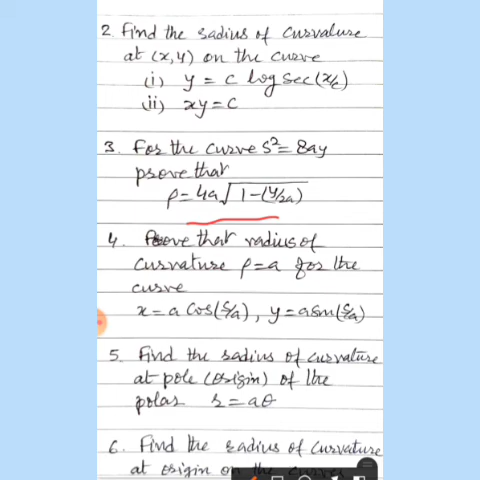 2. Find the radius of curvature
at (x,y) on the curve
(i) y = c log sec(x/c)
(ii) xy = c
3. For the curve S² = 8ay
prove that
ρ = 4a√1-(y/2a)
4. Prove that radius of
curvature ρ=a for the
curve
x = a cos(s/a), y = a sin(s/a)
5. Find the radius of curvature
at pole (origin) of the
polar r = aθ
6. Find the radius of curvature
at origin on the curve